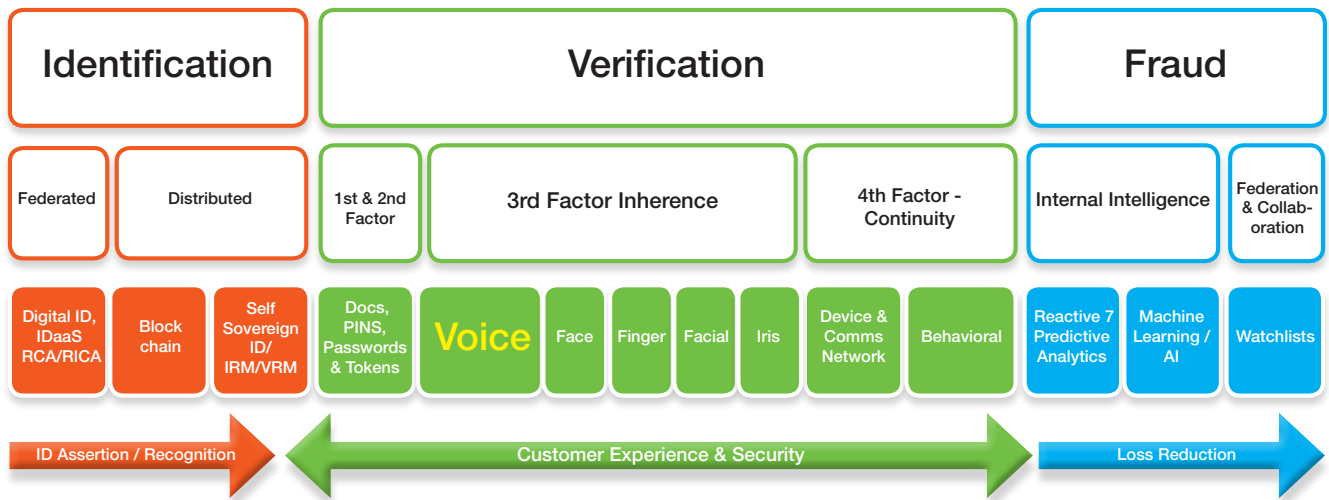 Identification
Verification
Fraud
Federated
Distributed
1st & 2nd
Factor
3rd Factor Inherence
4th Factor -
Continuity
Internal Intelligence
Federation
& Collab-
oration
Digital ID,
IDaaS
RCA/RICA
Block
chain
Self
Sovereign
ID/
IRM/VRM
Docs,
PINS,
Passwords
& Tokens
Voice
Face
Finger
Facial
Iris
Device &
Comms
Network
Behavioral
Reactive 7
Predictive
Analytics
Machine
Learning /
AI
Watchlists
ID Assertion / Recognition
Customer Experience & Security
Loss Reduction